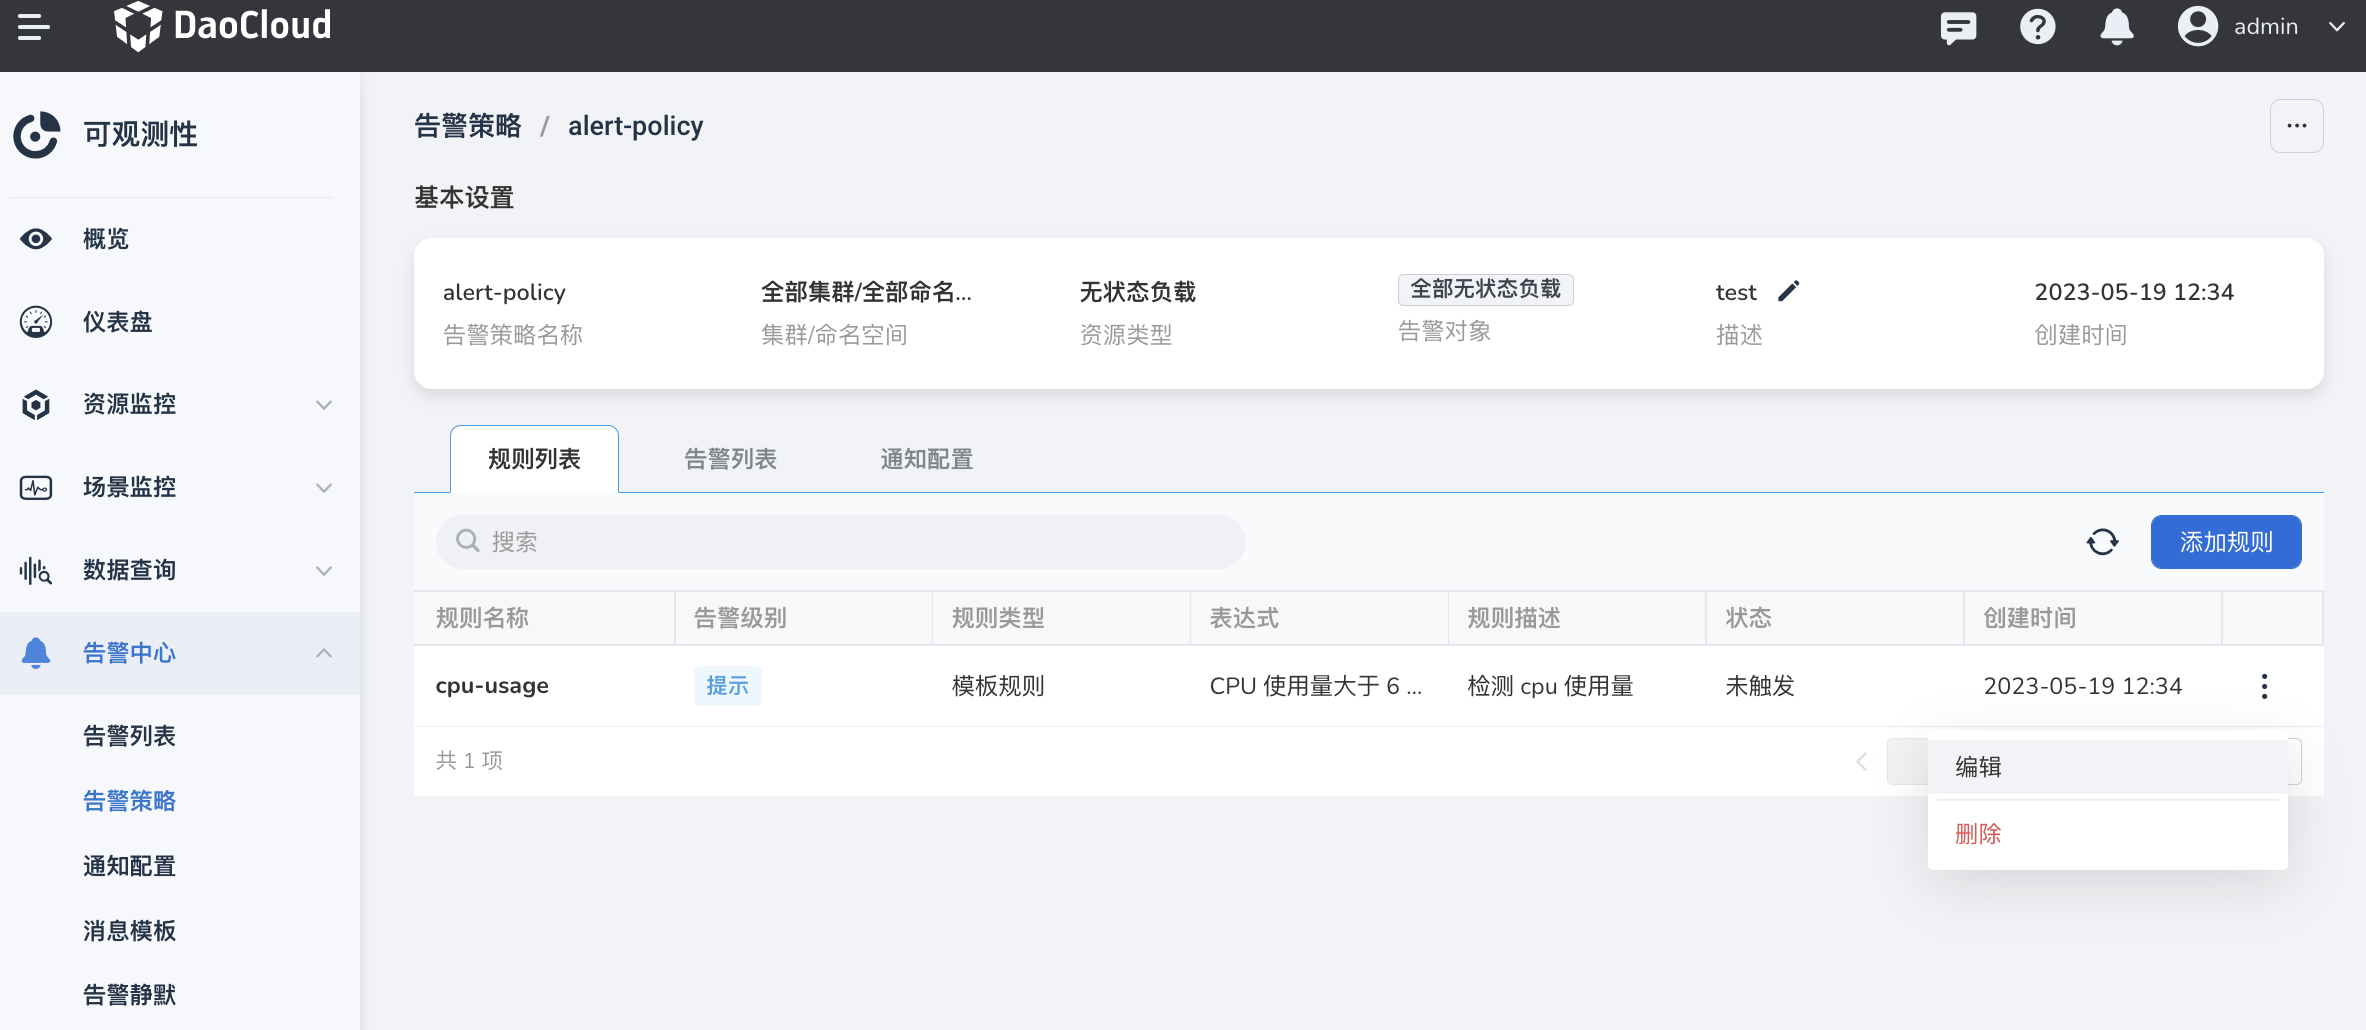 DaoCloud
admin
可观测性
概览
仪表盘
资源监控
场景监控
数据查询
告警中心
告警列表
告警策略
通知配置
消息模板
告警静默
告警策略 / alert-policy
...
基本设置
alert-policy
告警策略名称
全部集群/全部命名...
集群/命名空间
无状态负载
资源类型
全部无状态负载
告警对象
test
描述
2023-05-19 12:34
创建时间
规则列表 告警列表 通知配置
搜索
添加规则
规则名称 告警级别 规则类型 表达式 规则描述 状态 创建时间
cpu-usage 提示 模板规则 CPU 使用量大于 6 ... 检测 cpu 使用量 未触发 2023-05-19 12:34
共 1 项
编辑
删除